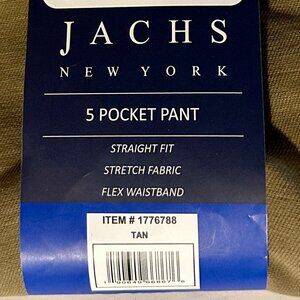 JACHS
NEW YORK
5 POCKET PANT
STRAIGHT FIT
STRETCH FABRIC
FLEX WAISTBAND
ITEM # 1776788
TAN